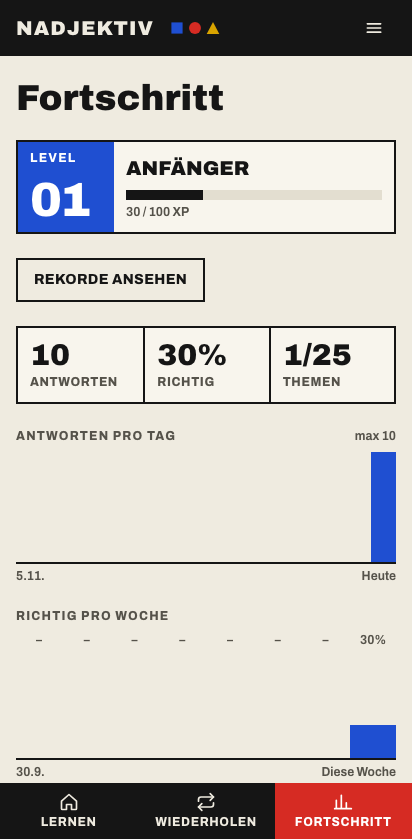 NADJEKTIV
Fortschritt
LEVEL
01
ANFÄNGER
30 / 100 XP
REKORDE ANSEHEN
10
ANTWORTEN
30%
RICHTIG
1/25
THEMEN
ANTWORTEN PRO TAG
max 10
5.11.
Heute
RICHTIG PRO WOCHE
– – – – – – – 30%
30.9.
Diese Woche
LERNEN
WIEDERHOLEN
FORTSCHRITT